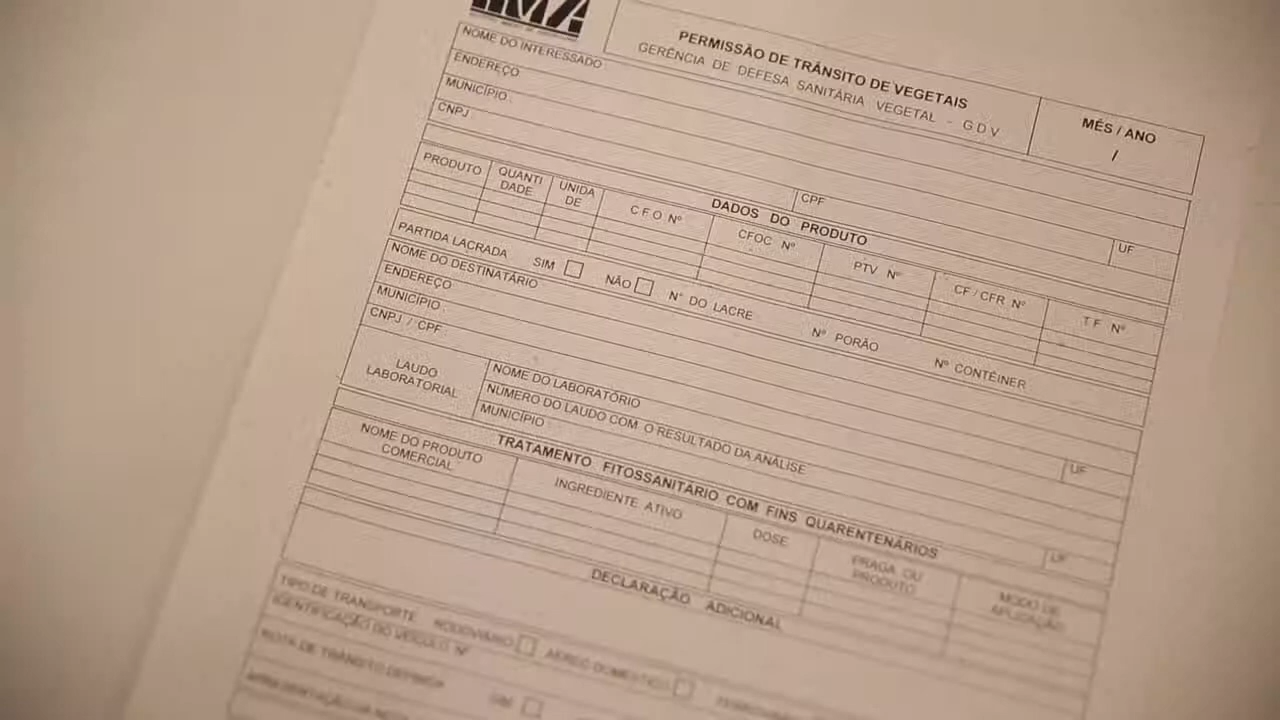 IMA
PERMISSÃO DE TRÂNSITO DE VEGETAIS
GERÊNCIA DE DEFESA SANITÁRIA VEGETAL - G D V
MÊS / ANO
/
NOME DO INTERESSADO
ENDEREÇO
MUNICÍPIO
CNPJ
CPF
UF
DADOS DO PRODUTO
PRODUTO
QUANTI
DADE
UNIDA
DE
C F O Nº
CFOC Nº
PTV Nº
CF / CFR Nº
T F Nº
PARTIDA LACRADA SIM NÃO N° DO LACRE Nº PORÃO Nº CONTÊINER
NOME DO DESTINATÁRIO
ENDEREÇO
MUNICÍPIO
CNPJ / CPF
UF
LAUDO
LABORATORIAL
NOME DO LABORATÓRIO
NÚMERO DO LAUDO COM O RESULTADO DA ANÁLISE
MUNICÍPIO
UF
TRATAMENTO FITOSSANITÁRIO COM FINS QUARENTENÁRIOS
NOME DO PRODUTO
COMERCIAL
INGREDIENTE ATIVO
DOSE
PRAGA OU
PRODUTO
MODO DE
APLICAÇÃO
DECLARAÇÃO ADICIONAL
TIPO DE TRANSPORTE RODOVIÁRIO AÉREO DOMÉSTICO
IDENTIFICAÇÃO DO VEÍCULO Nº
ROTA DE TRÂNSITO DEFINIDA SIM